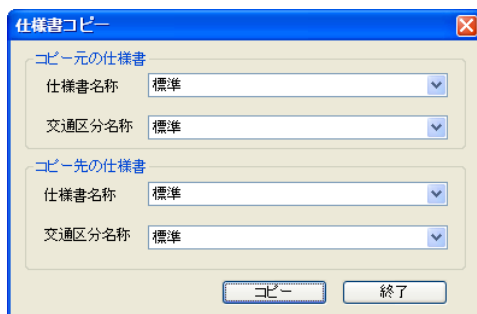 仕様書コピー
コピー元の仕様書
仕様書名称 標準
交通区分名称 標準
コピー先の仕様書
仕様書名称 標準
交通区分名称 標準
コピー 終了